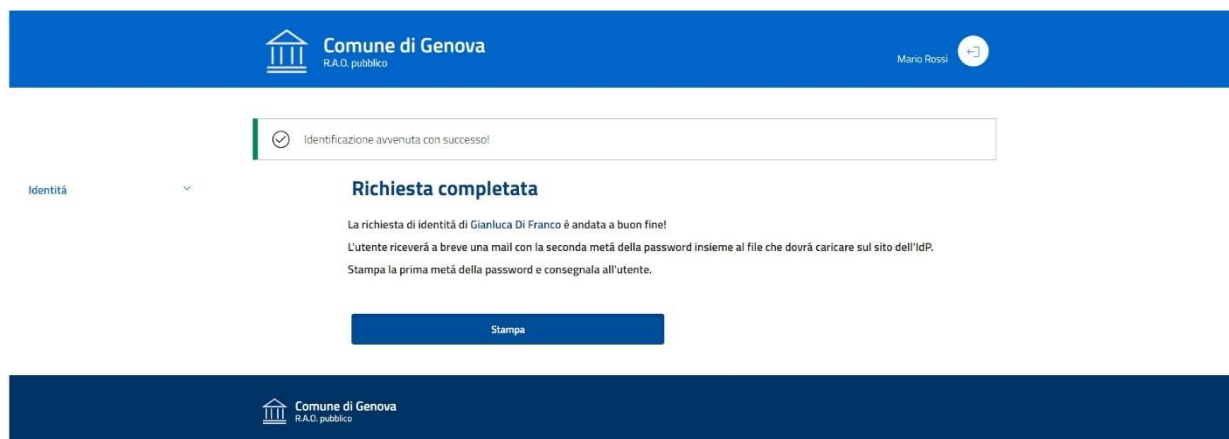 Comune di Genova
R.A.O. pubblico
Mario Rossi
Identificazione avvenuta con successo!
Identitá
Richiesta completata
La richiesta di identitá di Gianluca Di Franco é andata a buon fine!
L'utente riceverá a breve una mail con la seconda metá della password insieme al file che dovrá caricare sul sito dell'IdP.
Stampa la prima metá della password e consegnala all'utente.
Stampa
Comune di Genova
R.A.O. pubblico